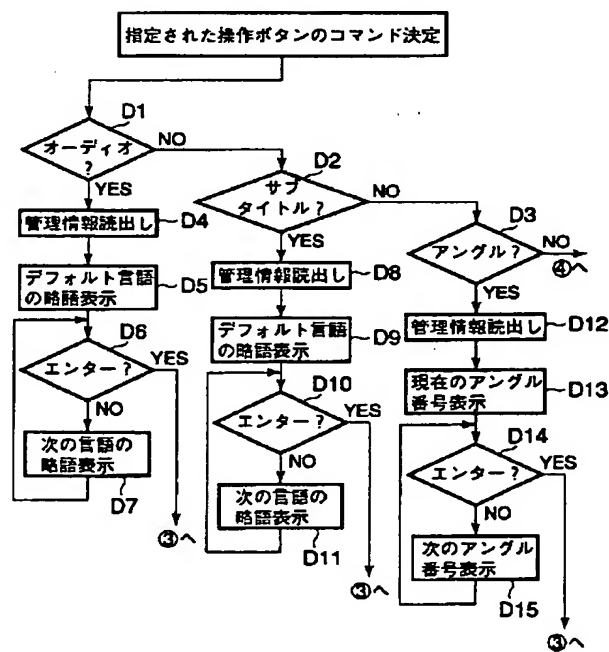 指定された操作ボタンのコマンド決定
D1
オーディオ
?
NO
YES
D2
サブ
タイトル?
NO
YES
D3
アングル?
NO
④へ
YES
管理情報読出し
D4
デフォルト言語
の略語表示
D5
D6
エンター?
YES
NO
次の言語の
略語表示
D7
③へ
管理情報読出し
D8
デフォルト言語
の略語表示
D9
D10
エンター?
YES
NO
次の言語の
略語表示
D11
③へ
管理情報読出し
D12
現在のアングル
番号表示
D13
D14
エンター?
YES
NO
次のアングル
番号表示
D15
③へ